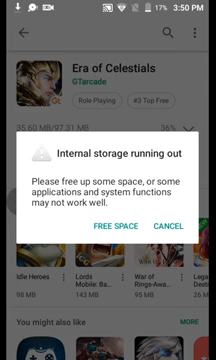 17% 3:50 PM
Era of Celestials
GTarcade
Role Playing #3 Top Free
35.60 MB/97.31 MB 36%
Internal storage running out
Please free up some space, or some
applications and system functions
may not work well.
FREE SPACE CANCEL
Idle Heroes Lords War of Lega
Mobile: Ba... Rings-Awa... of
98 MB 143 MB 95 MB 26 M
You might also like MORE